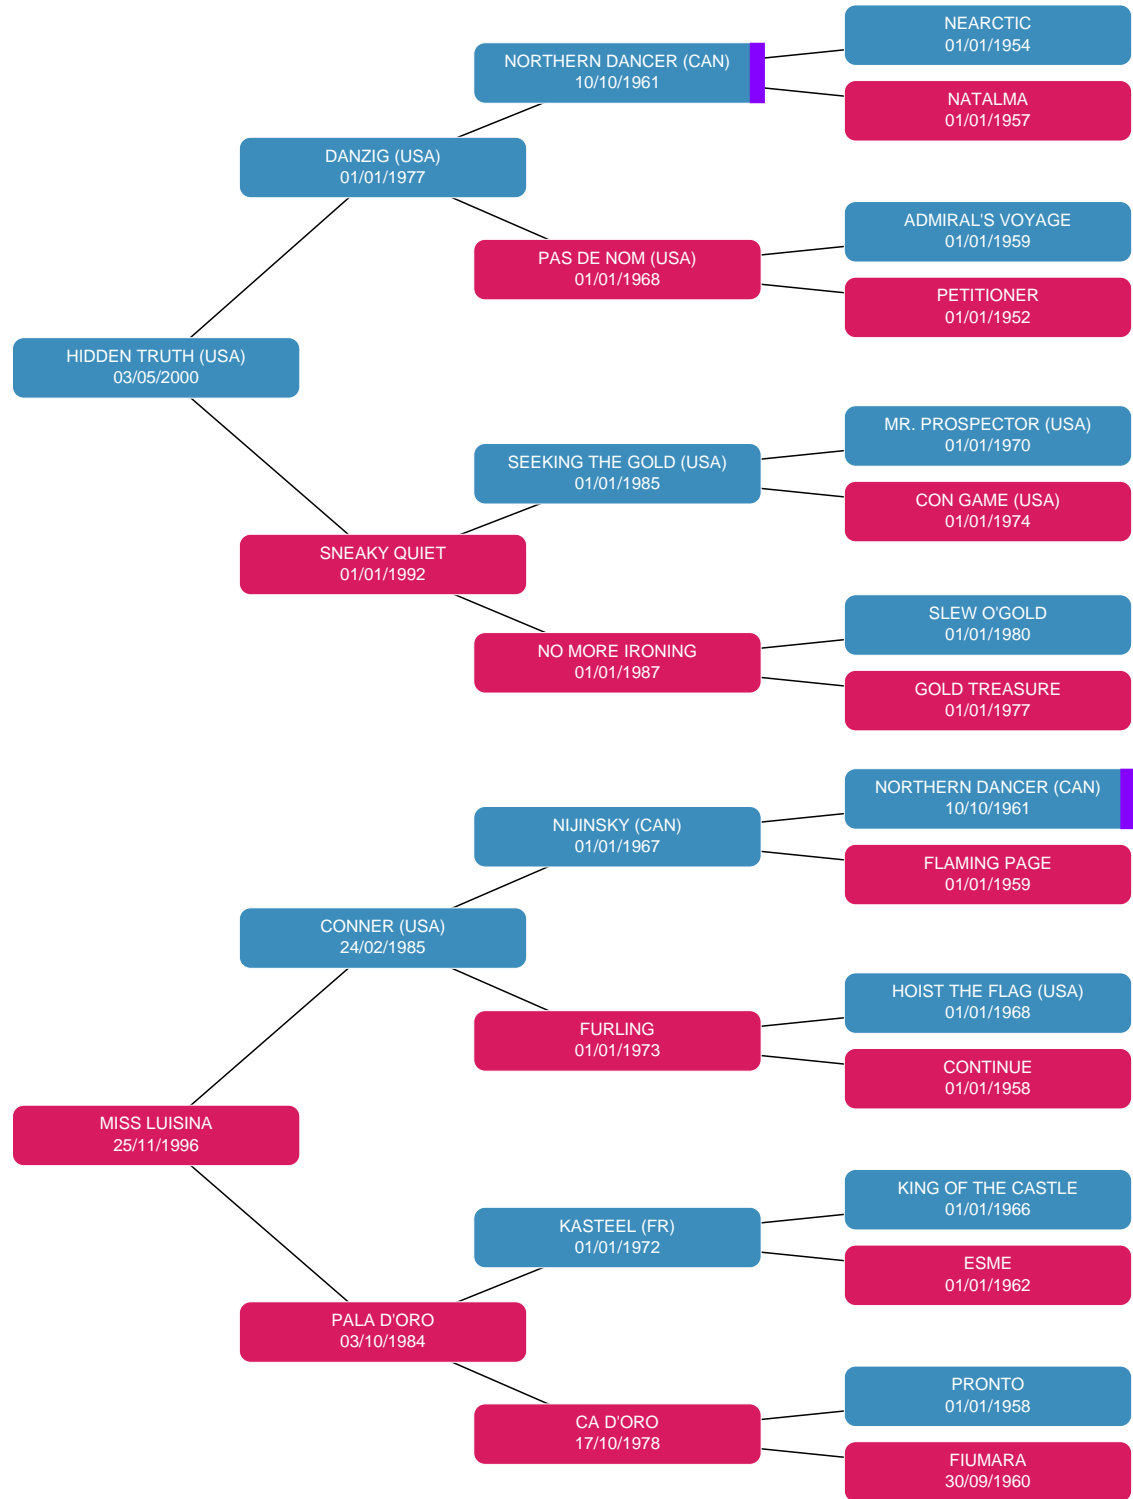 NEARCTIC
01/01/1954
NORTHERN DANCER (CAN)
10/10/1961
NATALMA
01/01/1957
DANZIG (USA)
01/01/1977
ADMIRAL'S VOYAGE
01/01/1959
PAS DE NOM (USA)
01/01/1968
PETITIONER
01/01/1952
HIDDEN TRUTH (USA)
03/05/2000
MR. PROSPECTOR (USA)
01/01/1970
SEEKING THE GOLD (USA)
01/01/1985
CON GAME (USA)
01/01/1974
SNEAKY QUIET
01/01/1992
SLEW O'GOLD
01/01/1980
NO MORE IRONING
01/01/1987
GOLD TREASURE
01/01/1977
NORTHERN DANCER (CAN)
10/10/1961
NIJINSKY (CAN)
01/01/1967
FLAMING PAGE
01/01/1959
CONNER (USA)
24/02/1985
HOIST THE FLAG (USA)
01/01/1968
FURLING
01/01/1973
CONTINUE
01/01/1958
MISS LUISINA
25/11/1996
KING OF THE CASTLE
01/01/1966
KASTEEL (FR)
01/01/1972
ESME
01/01/1962
PALA D'ORO
03/10/1984
PRONTO
01/01/1958
CA D'ORO
17/10/1978
FIUMARA
30/09/1960